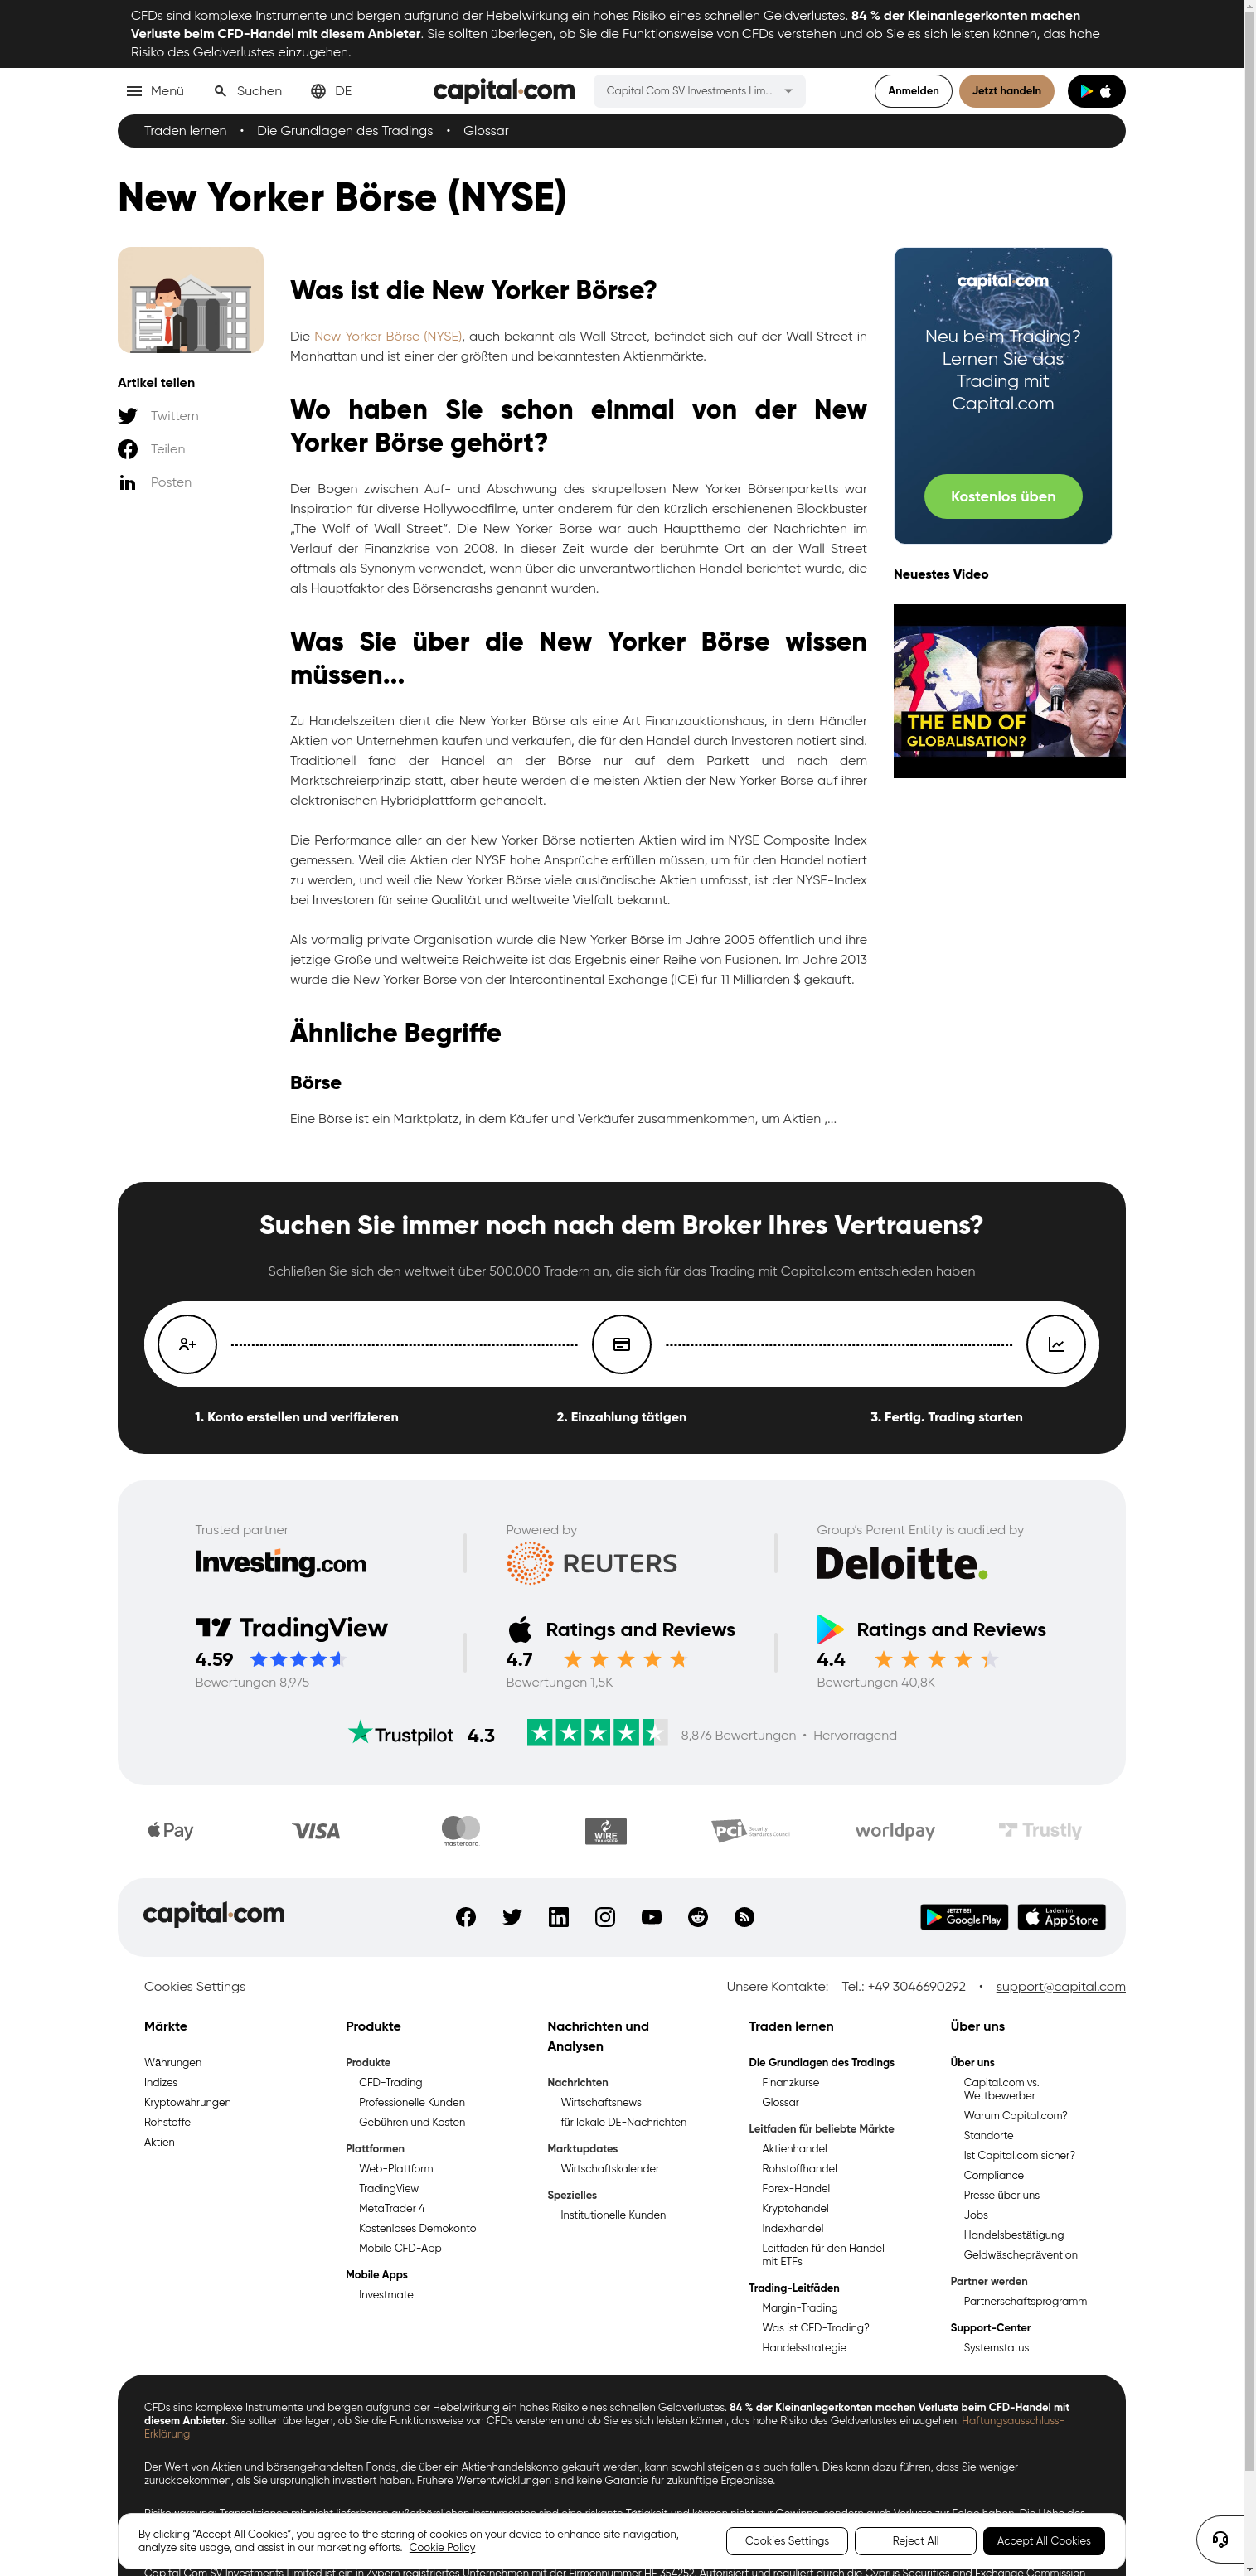 CFDs sind komplexe Instrumente und bergen aufgrund der Hebelwirkung ein hohes Risiko eines schnellen Geldverlustes. 84 % der Kleinanlegerkonten machen
Verluste beim CFD-Handel mit diesem Anbieter. Sie sollten überlegen, ob Sie die Funktionsweise von CFDs verstehen und ob Sie es sich leisten können, das hohe
Risiko des Geldverlustes einzugehen.
Menü Suchen DE capital.com Capital Com SV Investments Lim... Anmelden Jetzt handeln
Traden lernen • Die Grundlagen des Tradings • Glossar
New Yorker Börse (NYSE)
Artikel teilen
Twittern
Teilen
Posten
Was ist die New Yorker Börse?
Die New Yorker Börse (NYSE), auch bekannt als Wall Street, befindet sich auf der Wall Street in
Manhattan und ist einer der größten und bekanntesten Aktienmärkte.
Wo haben Sie schon einmal von der New
Yorker Börse gehört?
Der Bogen zwischen Auf- und Abschwung des skrupellosen New Yorker Börsenparketts war
Inspiration für diverse Hollywoodfilme, unter anderem für den kürzlich erschienenen Blockbuster
„The Wolf of Wall Street“. Die New Yorker Börse war auch Hauptthema der Nachrichten im
Verlauf der Finanzkrise von 2008. In dieser Zeit wurde der berühmte Ort an der Wall Street
oftmals als Synonym verwendet, wenn über die unverantwortlichen Handel berichtet wurde, die
als Hauptfaktor des Börsencrashs genannt wurden.
Was Sie über die New Yorker Börse wissen
müssen...
Zu Handelszeiten dient die New Yorker Börse als eine Art Finanzauktionshaus, in dem Händler
Aktien von Unternehmen kaufen und verkaufen, die für den Handel durch Investoren notiert sind.
Traditionell fand der Handel an der Börse nur auf dem Parkett und nach dem
Marktschreierprinzip statt, aber heute werden die meisten Aktien der New Yorker Börse auf ihrer
elektronischen Hybridplattform gehandelt.
Die Performance aller an der New Yorker Börse notierten Aktien wird im NYSE Composite Index
gemessen. Weil die Aktien der NYSE hohe Ansprüche erfüllen müssen, um für den Handel notiert
zu werden, und weil die New Yorker Börse viele ausländische Aktien umfasst, ist der NYSE-Index
bei Investoren für seine Qualität und weltweite Vielfalt bekannt.
Als vormalig private Organisation wurde die New Yorker Börse im Jahre 2005 öffentlich und ihre
jetzige Größe und weltweite Reichweite ist das Ergebnis einer Reihe von Fusionen. Im Jahre 2013
wurde die New Yorker Börse von der Intercontinental Exchange (ICE) für 11 Milliarden $ gekauft.
Ähnliche Begriffe
Börse
Eine Börse ist ein Marktplatz, in dem Käufer und Verkäufer zusammenkommen, um Aktien ,...
capital.com
Neu beim Trading?
Lernen Sie das
Trading mit
Capital.com
Kostenlos üben
Neuestes Video
THE END OF
GLOBALISATION?
Suchen Sie immer noch nach dem Broker Ihres Vertrauens?
Schließen Sie sich den weltweit über 500.000 Tradern an, die sich für das Trading mit Capital.com entschieden haben
1. Konto erstellen und verifizieren 2. Einzahlung tätigen 3. Fertig. Trading starten
Trusted partner Powered by Group's Parent Entity is audited by
Investing.com REUTERS Deloitte.
TradingView Ratings and Reviews Ratings and Reviews
4.59 4.7 4.4
Bewertungen 8,975 Bewertungen 1,5K Bewertungen 40,8K
Trustpilot 4.3 8,876 Bewertungen • Hervorragend
Pay VISA mastercard WIRE TRANSFER PCI Security Standards Council worldpay Trustly
capital.com JETZT BEI Google Play Laden im App Store
Cookies Settings Unsere Kontakte: Tel.: +49 3046690292 • support@capital.com
Märkte
Währungen
Indizes
Kryptowährungen
Rohstoffe
Aktien
Produkte
Produkte
CFD-Trading
Professionelle Kunden
Gebühren und Kosten
Plattformen
Web-Plattform
TradingView
MetaTrader 4
Kostenloses Demokonto
Mobile CFD-App
Mobile Apps
Investmate
Nachrichten und
Analysen
Nachrichten
Wirtschaftsnews
für lokale DE-Nachrichten
Marktupdates
Wirtschaftskalender
Spezielles
Institutionelle Kunden
Traden lernen
Die Grundlagen des Tradings
Finanzkurse
Glossar
Leitfaden für beliebte Märkte
Aktienhandel
Rohstoffhandel
Forex-Handel
Kryptohandel
Indexhandel
Leitfaden für den Handel
mit ETFs
Trading-Leitfäden
Margin-Trading
Was ist CFD-Trading?
Handelsstrategie
Über uns
Über uns
Capital.com vs.
Wettbewerber
Warum Capital.com?
Standorte
Ist Capital.com sicher?
Compliance
Presse über uns
Jobs
Handelsbestätigung
Geldwäscheprävention
Partner werden
Partnerschaftsprogramm
Support-Center
Systemstatus
CFDs sind komplexe Instrumente und bergen aufgrund der Hebelwirkung ein hohes Risiko eines schnellen Geldverlustes. 84 % der Kleinanlegerkonten machen Verluste beim CFD-Handel mit
diesem Anbieter. Sie sollten überlegen, ob Sie die Funktionsweise von CFDs verstehen und ob Sie es sich leisten können, das hohe Risiko des Geldverlustes einzugehen. Haftungsausschluss-
Erklärung
Der Wert von Aktien und börsengehandelten Fonds, die über ein Aktienhandelskonto gekauft werden, kann sowohl steigen als auch fallen. Dies kann dazu führen, dass Sie weniger
zurückbekommen, als Sie ursprünglich investiert haben. Frühere Wertentwicklungen sind keine Garantie für zukünftige Ergebnisse.
By clicking “Accept All Cookies”, you agree to the storing of cookies on your device to enhance site navigation,
analyze site usage, and assist in our marketing efforts. Cookie Policy
Cookies Settings Reject All Accept All Cookies
Capital Com SV Investments Limited ist ein in Zypern registriertes Unternehmen mit der Firmennummer HE 354252. Autorisiert und reguliert durch die Cyprus Securities and Exchange Commission